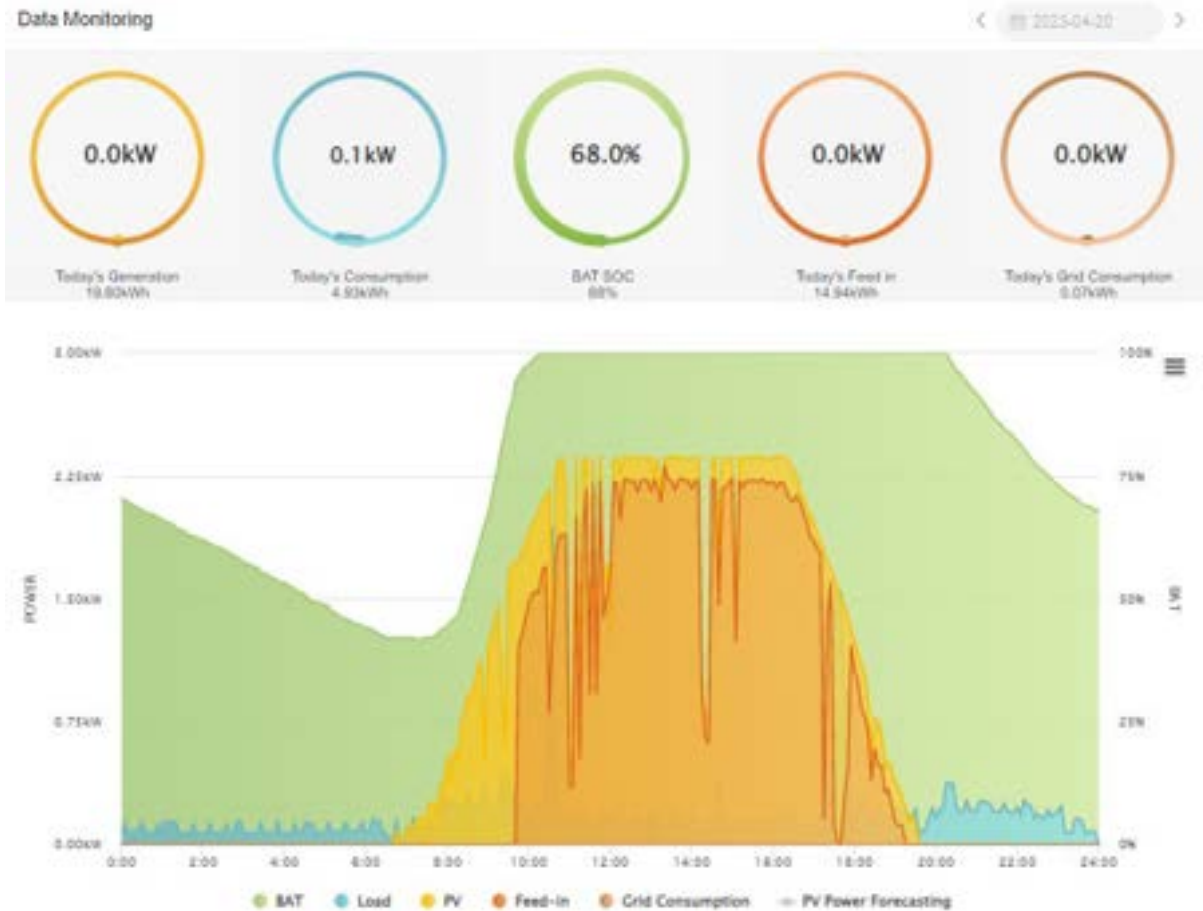 Data Monitoring
< 2023-04-20 >
0.0kW 0.1kW 68.0% 0.0kW 0.0kW
Today's Generation Today's Consumption BAT SOC Today's Feed in Today's Grid Consumption
19.80kWh 4.93kWh 68% 14.94kWh 0.07kWh
3.00kW 100%
2.25kW 75%
POWER 1.50kW 50% BAT
0.75kW 25%
0.00kW 0%
0:00 2:00 4:00 6:00 8:00 10:00 12:00 14:00 16:00 18:00 20:00 22:00 24:00
BAT Load PV Feed-in Grid Consumption PV Power Forecasting